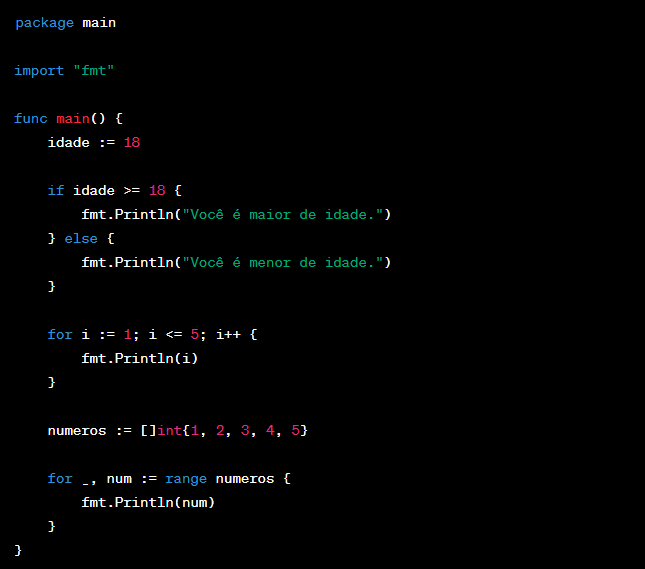 package main
import "fmt"
func main() {
    idade := 18
    if idade >= 18 {
        fmt.Println("Você é maior de idade.")
    } else {
        fmt.Println("Você é menor de idade.")
    }
    for i := 1; i <= 5; i++ {
        fmt.Println(i)
    }
    numeros := []int{1, 2, 3, 4, 5}
    for _, num := range numeros {
        fmt.Println(num)
    }
}